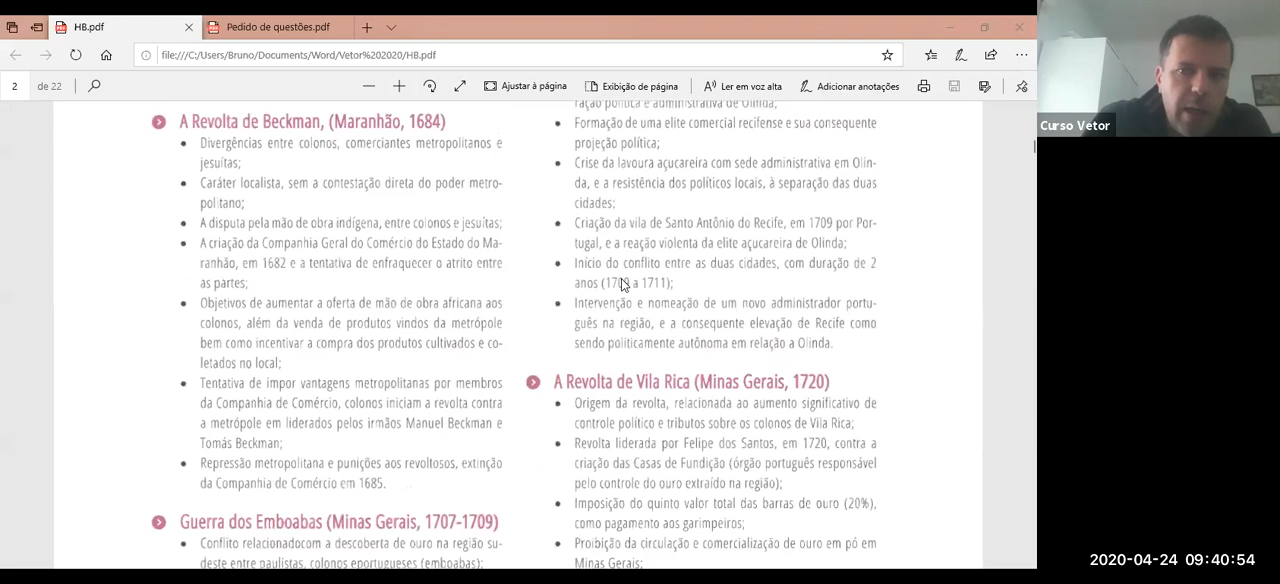 HB.pdf
Pedido de questões.pdf
file:///C:/Users/Bruno/Documents/Word/Vetor%202020/HB.pdf
2 de 22
Ajustar à página
Exibição de página
Ler em voz alta
Adicionar anotações
Curso Vetor
A Revolta de Beckman, (Maranhão, 1684)
Divergências entre colonos, comerciantes metropolitanos e
jesuítas;
Caráter localista, sem a contestação direta do poder metro-
politano;
A disputa pela mão de obra indígena, entre colonos e jesuítas;
A criação da Companhia Geral do Comércio do Estado do Ma-
ranhão, em 1682 e a tentativa de enfraquecer o atrito entre
as partes;
Objetivos de aumentar a oferta de mão de obra africana aos
colonos, além da venda de produtos vindos da metrópole
bem como incentivar a compra dos produtos cultivados e co-
letados no local;
Tentativa de impor vantagens metropolitanas por membros
da Companhia de Comércio, colonos iniciam a revolta contra
a metrópole em liderados pelos irmãos Manuel Beckman e
Tomás Beckman;
Repressão metropolitana e punições aos revoltosos, extinção
da Companhia de Comércio em 1685.
Guerra dos Emboabas (Minas Gerais, 1707-1709)
Conflito relacionadocom a descoberta de ouro na região su-
deste entre paulistas, colonos eportugueses (emboabas);
ração política e administrativa de Olinda;
Formação de uma elite comercial recifense e sua consequente
projeção política;
Crise da lavoura açucareira com sede administrativa em Olin-
da, e a resistência dos políticos locais, à separação das duas
cidades;
Criação da vila de Santo Antônio do Recife, em 1709 por Por-
tugal, e a reação violenta da elite açucareira de Olinda;
Início do conflito entre as duas cidades, com duração de 2
anos (1709 a 1711);
Intervenção e nomeação de um novo administrador portu-
guês na região, e a consequente elevação de Recife como
sendo politicamente autônoma em relação a Olinda.
A Revolta de Vila Rica (Minas Gerais, 1720)
Origem da revolta, relacionada ao aumento significativo de
controle político e tributos sobre os colonos de Vila Rica;
Revolta liderada por Felipe dos Santos, em 1720, contra a
criação das Casas de Fundição (órgão português responsável
pelo controle do ouro extraído na região);
Imposição do quinto valor total das barras de ouro (20%),
como pagamento aos garimpeiros;
Proibição da circulação e comercialização de ouro em pó em
Minas Gerais;
2020-04-24 09:40:54